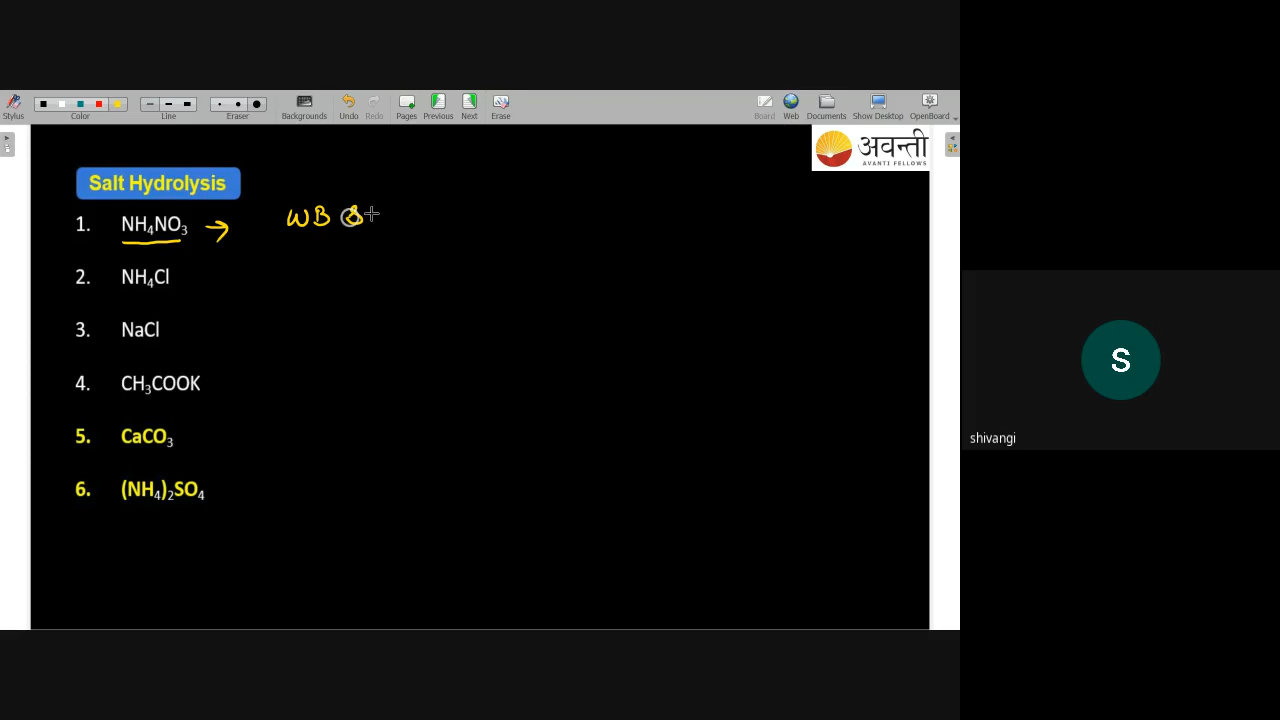 Stylus Color Line Eraser Backgrounds Undo Redo Pages Previous Next Erase Board Web Documents Show Desktop OpenBoard
अवन्ती
AVANTI FELLOWS
Salt Hydrolysis
1. NH₄NO₃ → WB &
2. NH₄Cl
3. NaCl
4. CH₃COOK
5. CaCO₃
6. (NH₄)₂SO₄
S
shivangi